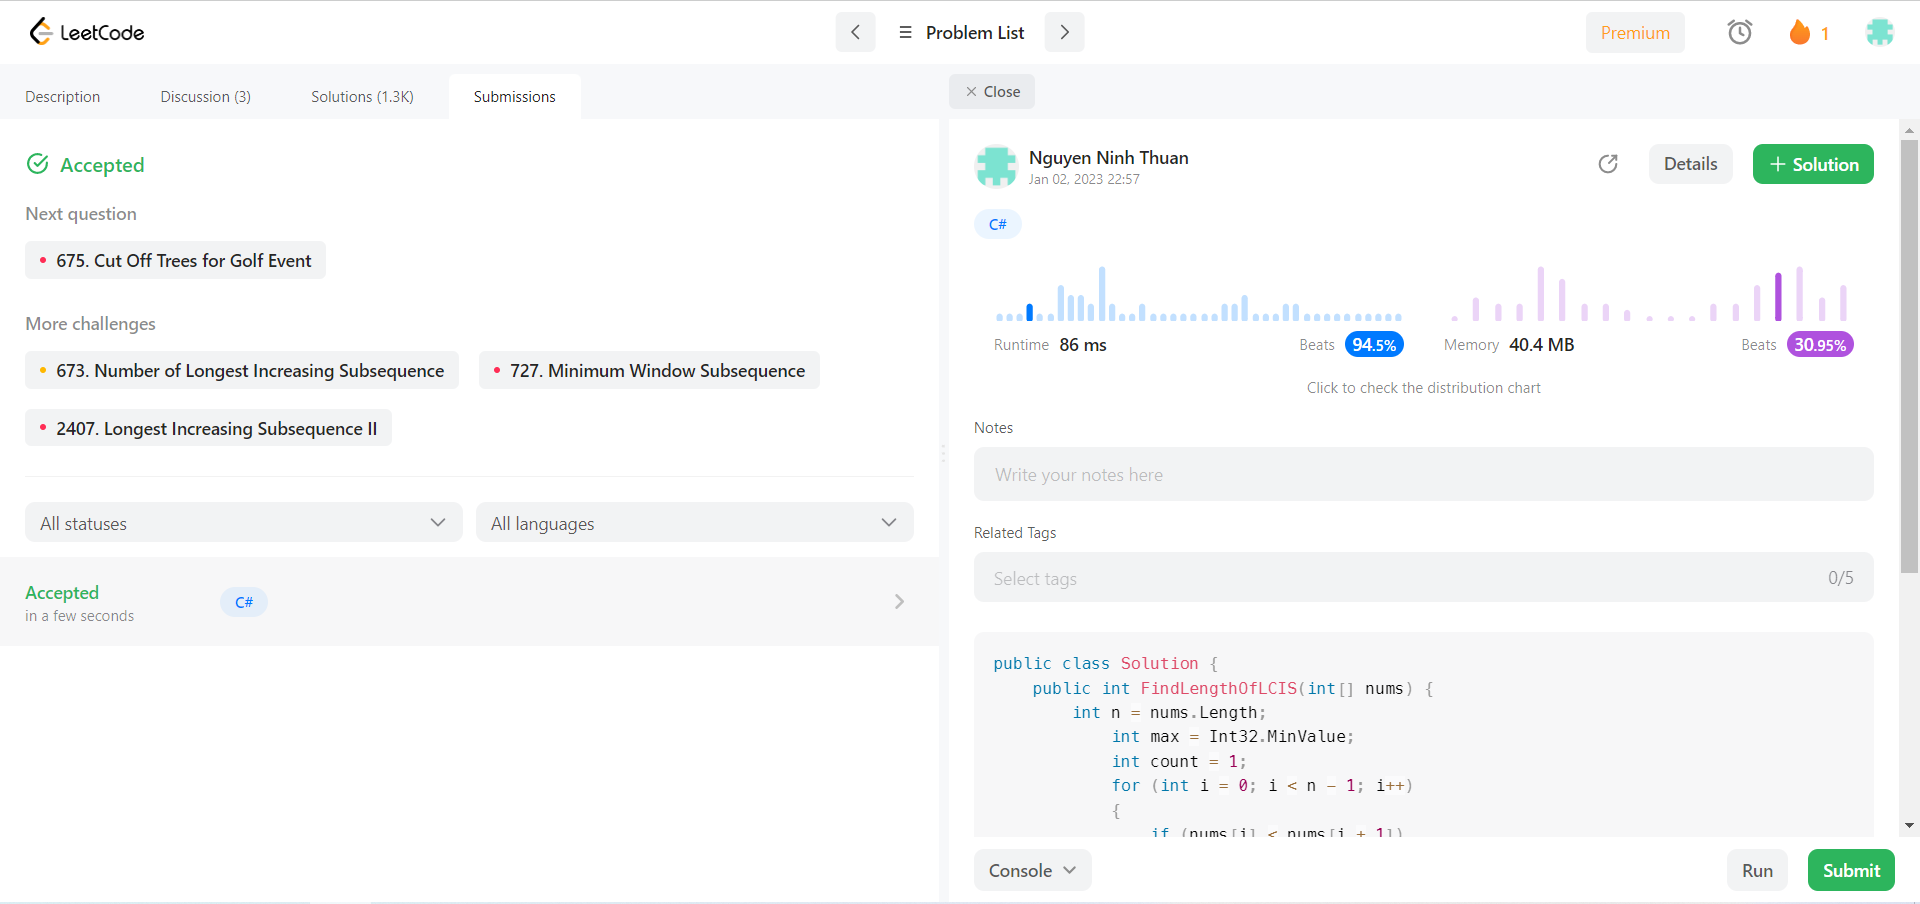 LeetCode
Problem List
Premium
1
Description
Discussion (3)
Solutions (1.3K)
Submissions
Close
Accepted
Next question
675. Cut Off Trees for Golf Event
More challenges
673. Number of Longest Increasing Subsequence
727. Minimum Window Subsequence
2407. Longest Increasing Subsequence II
All statuses
All languages
Accepted
in a few seconds
C#
Nguyen Ninh Thuan
Jan 02, 2023 22:57
Details
+ Solution
C#
Runtime 86 ms
Beats 94.5%
Memory 40.4 MB
Beats 30.95%
Click to check the distribution chart
Notes
Write your notes here
Related Tags
Select tags
0/5
public class Solution {
public int FindLengthOfLCIS(int[] nums) {
int n = nums.Length;
int max = Int32.MinValue;
int count = 1;
for (int i = 0; i < n - 1; i++)
{
if (nums[i] < nums[i + 1])
Console
Run
Submit